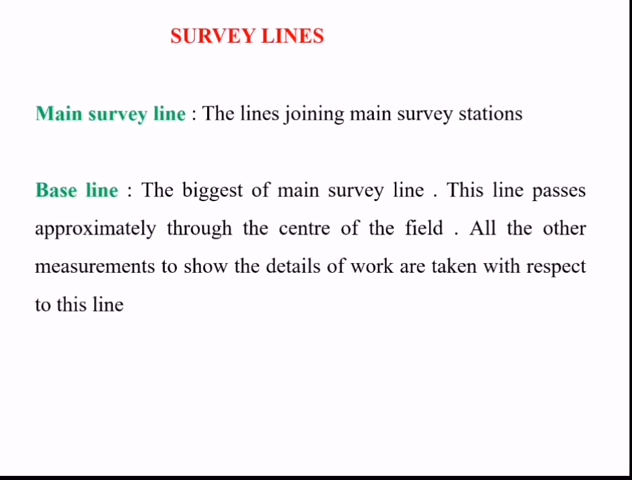 SURVEY LINES
Main survey line : The lines joining main survey stations
Base line : The biggest of main survey line . This line passes
approximately through the centre of the field . All the other
measurements to show the details of work are taken with respect
to this line